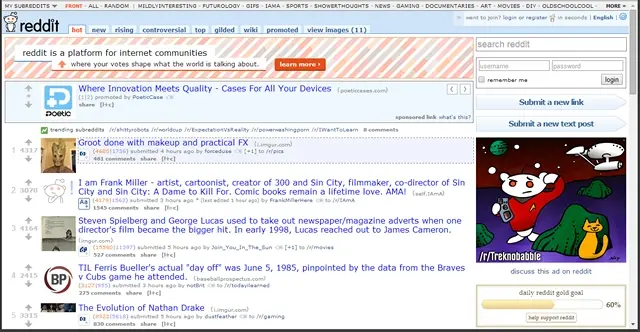 MY SUBREDDITS ▾ FRONT - ALL - RANDOM | MILDLYINTERESTING - FUTUROLOGY - GIFS - IAMA - SPORTS - SHOWERTHOUGHTS - NEWS - GAMING - DOCUMENTARIES - ART - MOVIES - DIY - OLDSCHOOLCOOL - MORE »
reddit hot new rising controversial top gilded wiki promoted view images (11)
want to join? login or register in seconds | English |
reddit is a platform for internet communities
where your votes shape what the world is talking about.
learn more ›
search reddit
username password
remember me login
Submit a new link
Submit a new text post
Poetic
Where Innovation Meets Quality - Cases For All Your Devices (.poeticcases.com)
promoted by PoeticCase
share [l+c]
sponsored link what's this?
trending subreddits /r/shittyrobots /r/worldcup /r/ExpectationVsReality /r/powerwashingporn /r/IWantToLearn 8 comments
1 4317 Groot done with makeup and practical FX (i.imgur.com)
submitted 4 hours ago by forceduse [+1] to /r/pics
401 comments share [l+c]
2 3070 I am Frank Miller - artist, cartoonist, creator of 300 and Sin City, filmmaker, co-director of Sin
City and Sin City: A Dame to Kill For. Comic books remain a lifetime love. AMA! (self.IAmA)
submitted 3 hours ago * (last edited 1 hour ago) by FrankMillerHere to /r/IAmA
1545 comments share [l+c]
3 4164 Steven Spielberg and George Lucas used to take out newspaper/magazine adverts when one
director's film became the bigger hit. In early 1998, Lucas reached out to James Cameron.
(imgur.com)
submitted 5 hours ago by Join_You_In_The_Sun [+1] to /r/movies
527 comments share [l+c]
4 2415 TIL Ferris Bueller's actual "day off" was June 5, 1985, pinpointed by the data from the Braves
v Cubs game he attended. (baseballprospectus.com)
submitted 3 hours ago by notBrit to /r/todayilearned
275 comments share [l+c]
5 3315 The Evolution of Nathan Drake (i.imgur.com)
submitted 5 hours ago by dustfeather to /r/gaming
830 comments share [l+c]
/r/Treknobabble
discuss this ad on reddit
daily reddit gold goal
60%
help support reddit